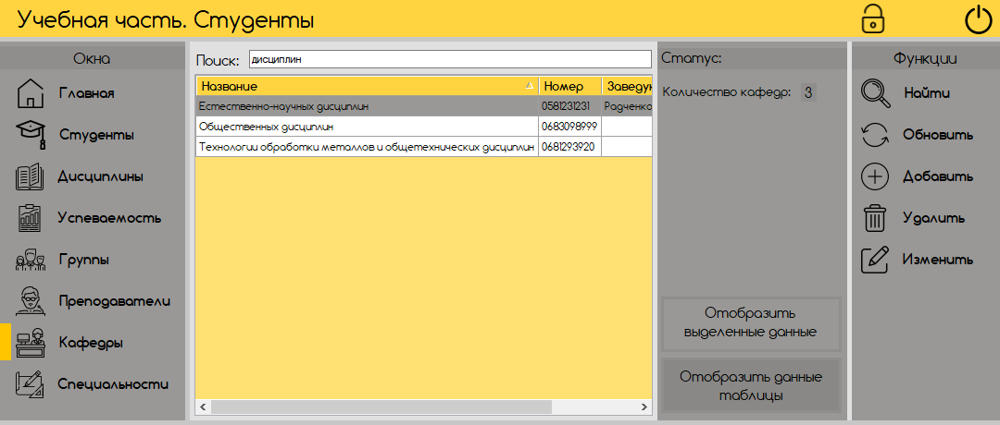 Учебная часть. Студенты
Окна
Главная
Студенты
Дисциплины
Успеваемость
Группы
Преподаватели
Кафедры
Специальности
Поиск: дисциплин
Название Номер Заведук
Естественно-научных дисциплин 0581231231 Радченко
Общественных дисциплин 0683098999
Технологии обработки металлов и общетехнических дисциплин 0681293920
Статус:
Количество кафедр: 3
Отобразить
выделенные данные
Отобразить данные
таблицы
Функции
Найти
Обновить
Добавить
Удалить
Изменить